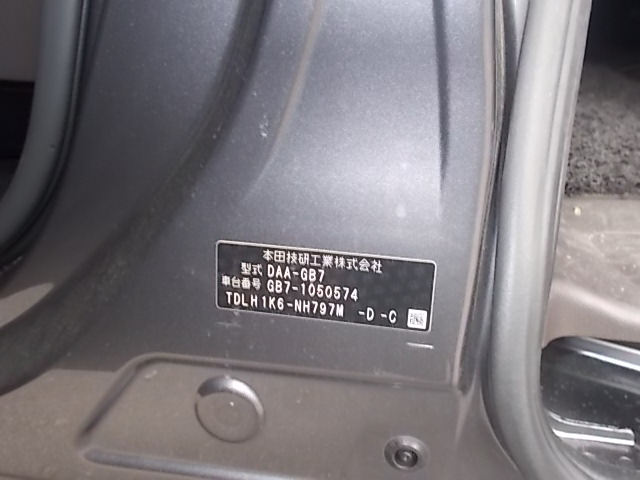 本田技研工業株式会社
型式 DAA-GB7
車台番号 GB7-1050574
TDLH1K6-NH797M -D-C